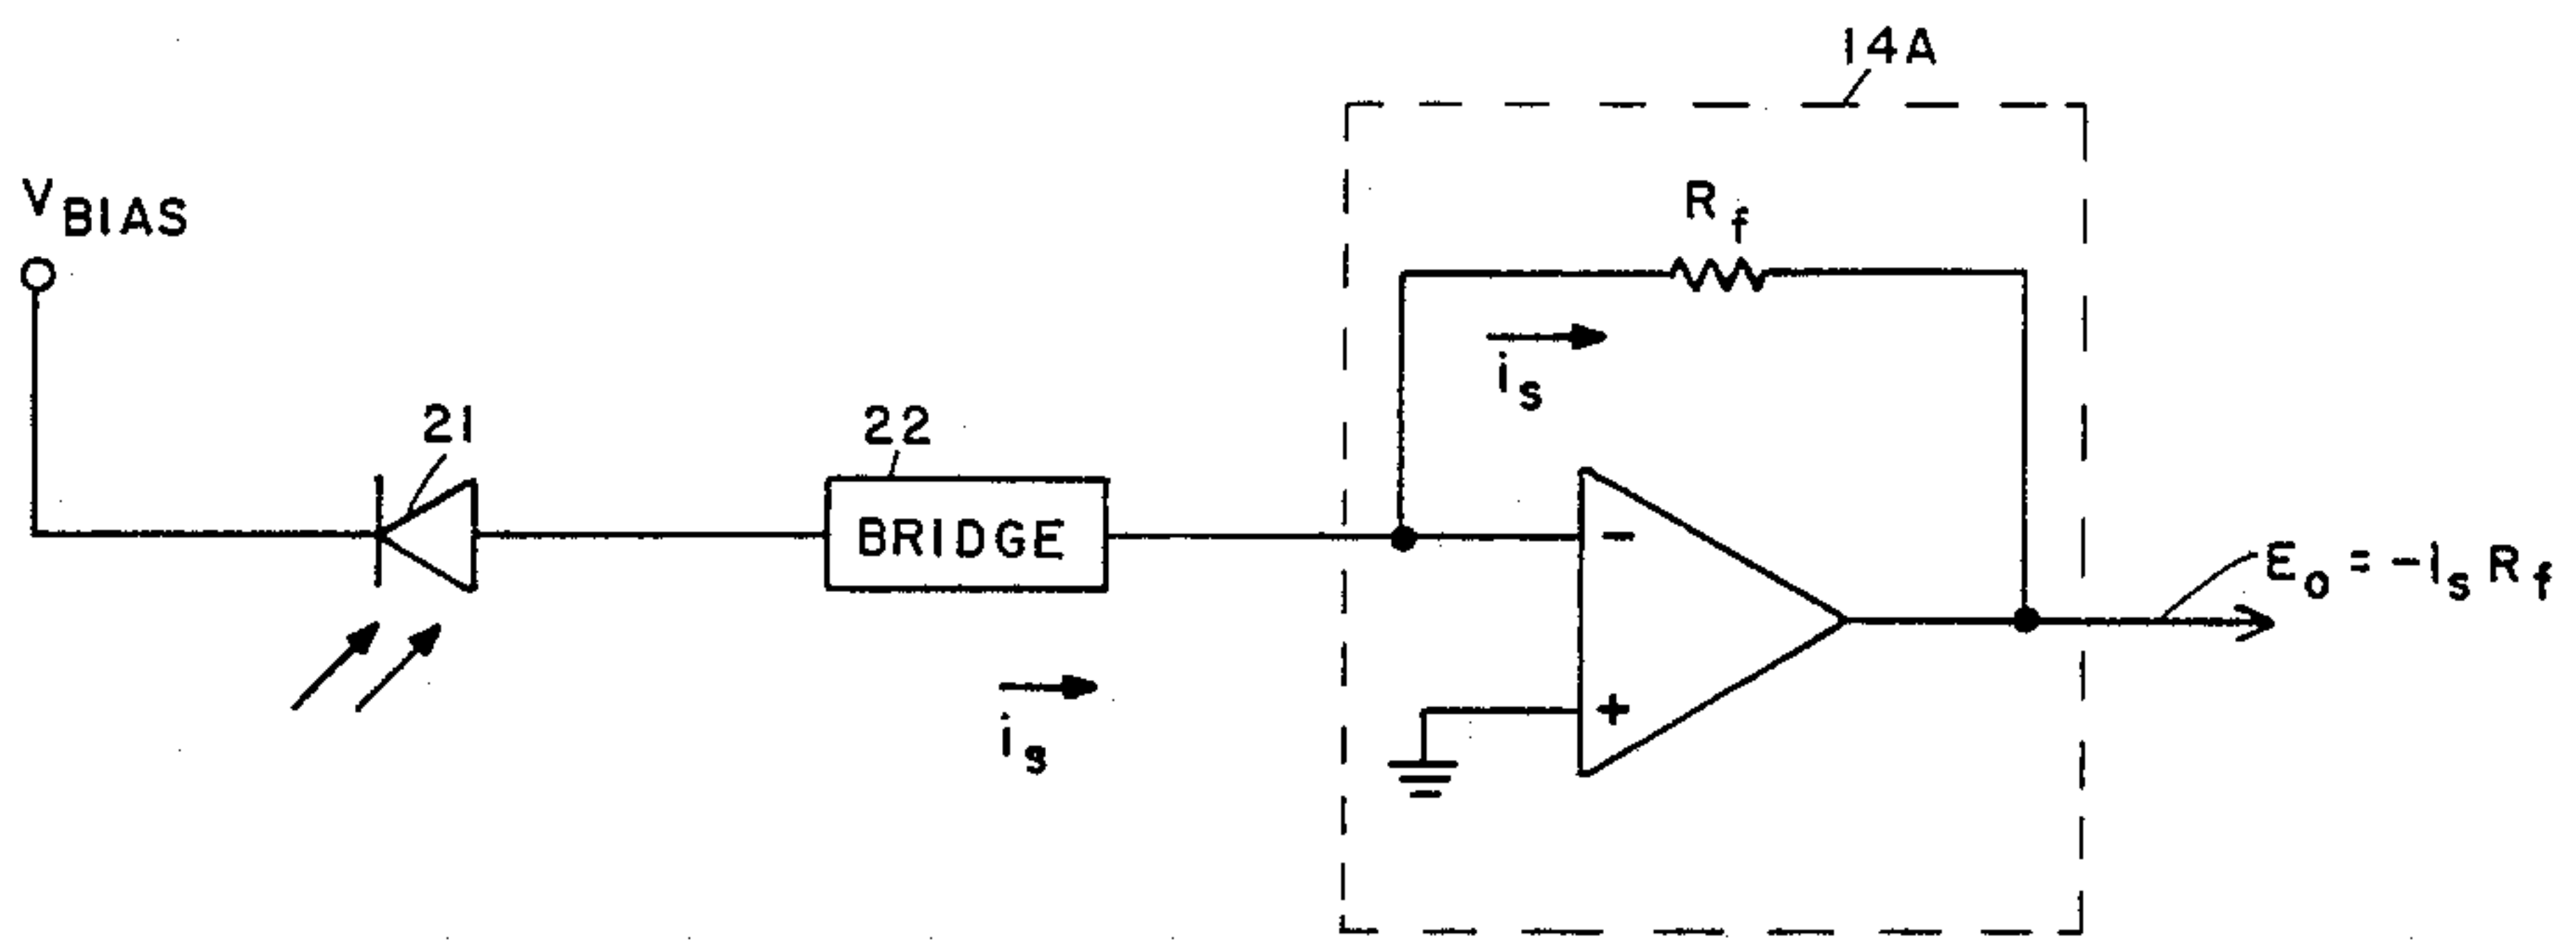 14A
V BIAS
R f
i s
21
22
BRIDGE
-
E o = -I s R f
+
i s